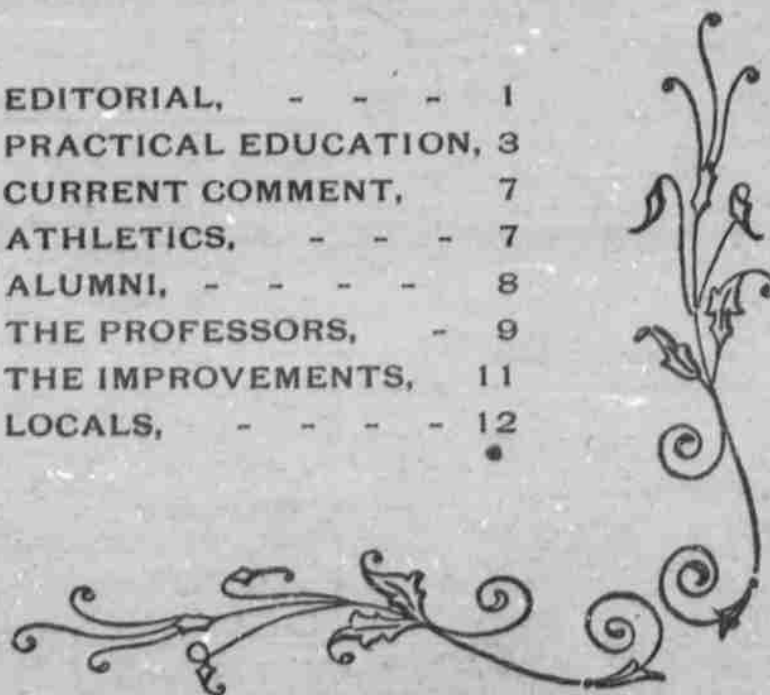 EDITORIAL, - - - 1
PRACTICAL EDUCATION, 3
CURRENT COMMENT, 7
ATHLETICS, - - - 7
ALUMNI, - - - - 8
THE PROFESSORS, - 9
THE IMPROVEMENTS, 11
LOCALS, - - - - 12